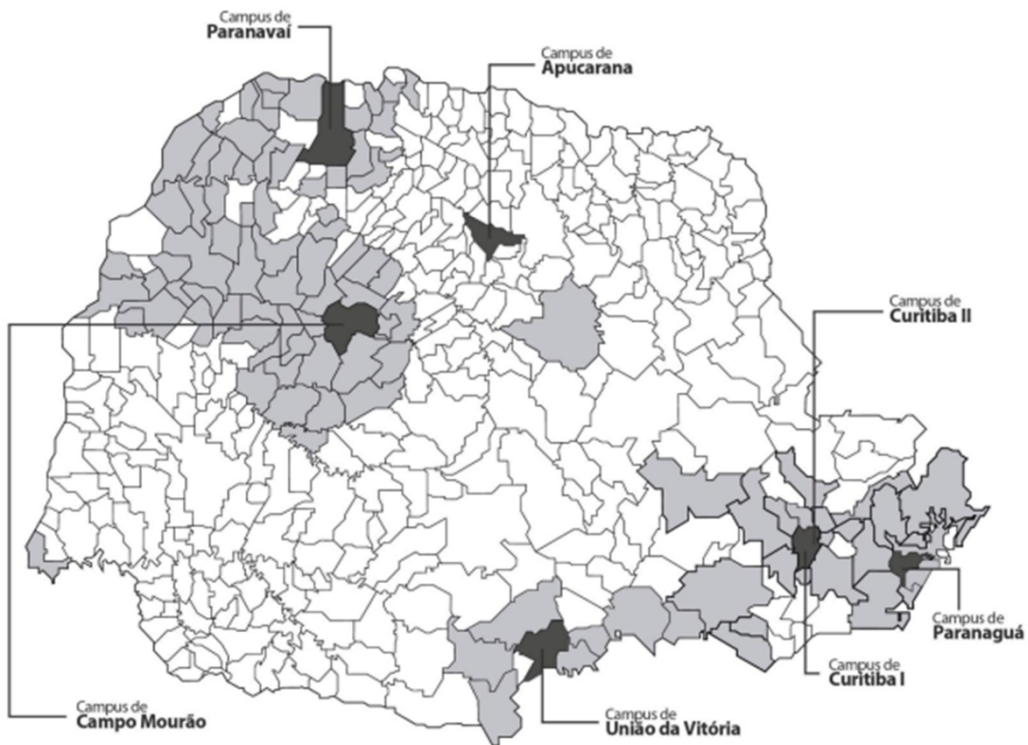 Campus de
Paranavaí
Campus de
Apucarana
Campus de
Curitiba II
Campus de
Paranaguá
Campus de
Curitiba I
Campus de
Campo Mourão
Campus de
União da Vitória